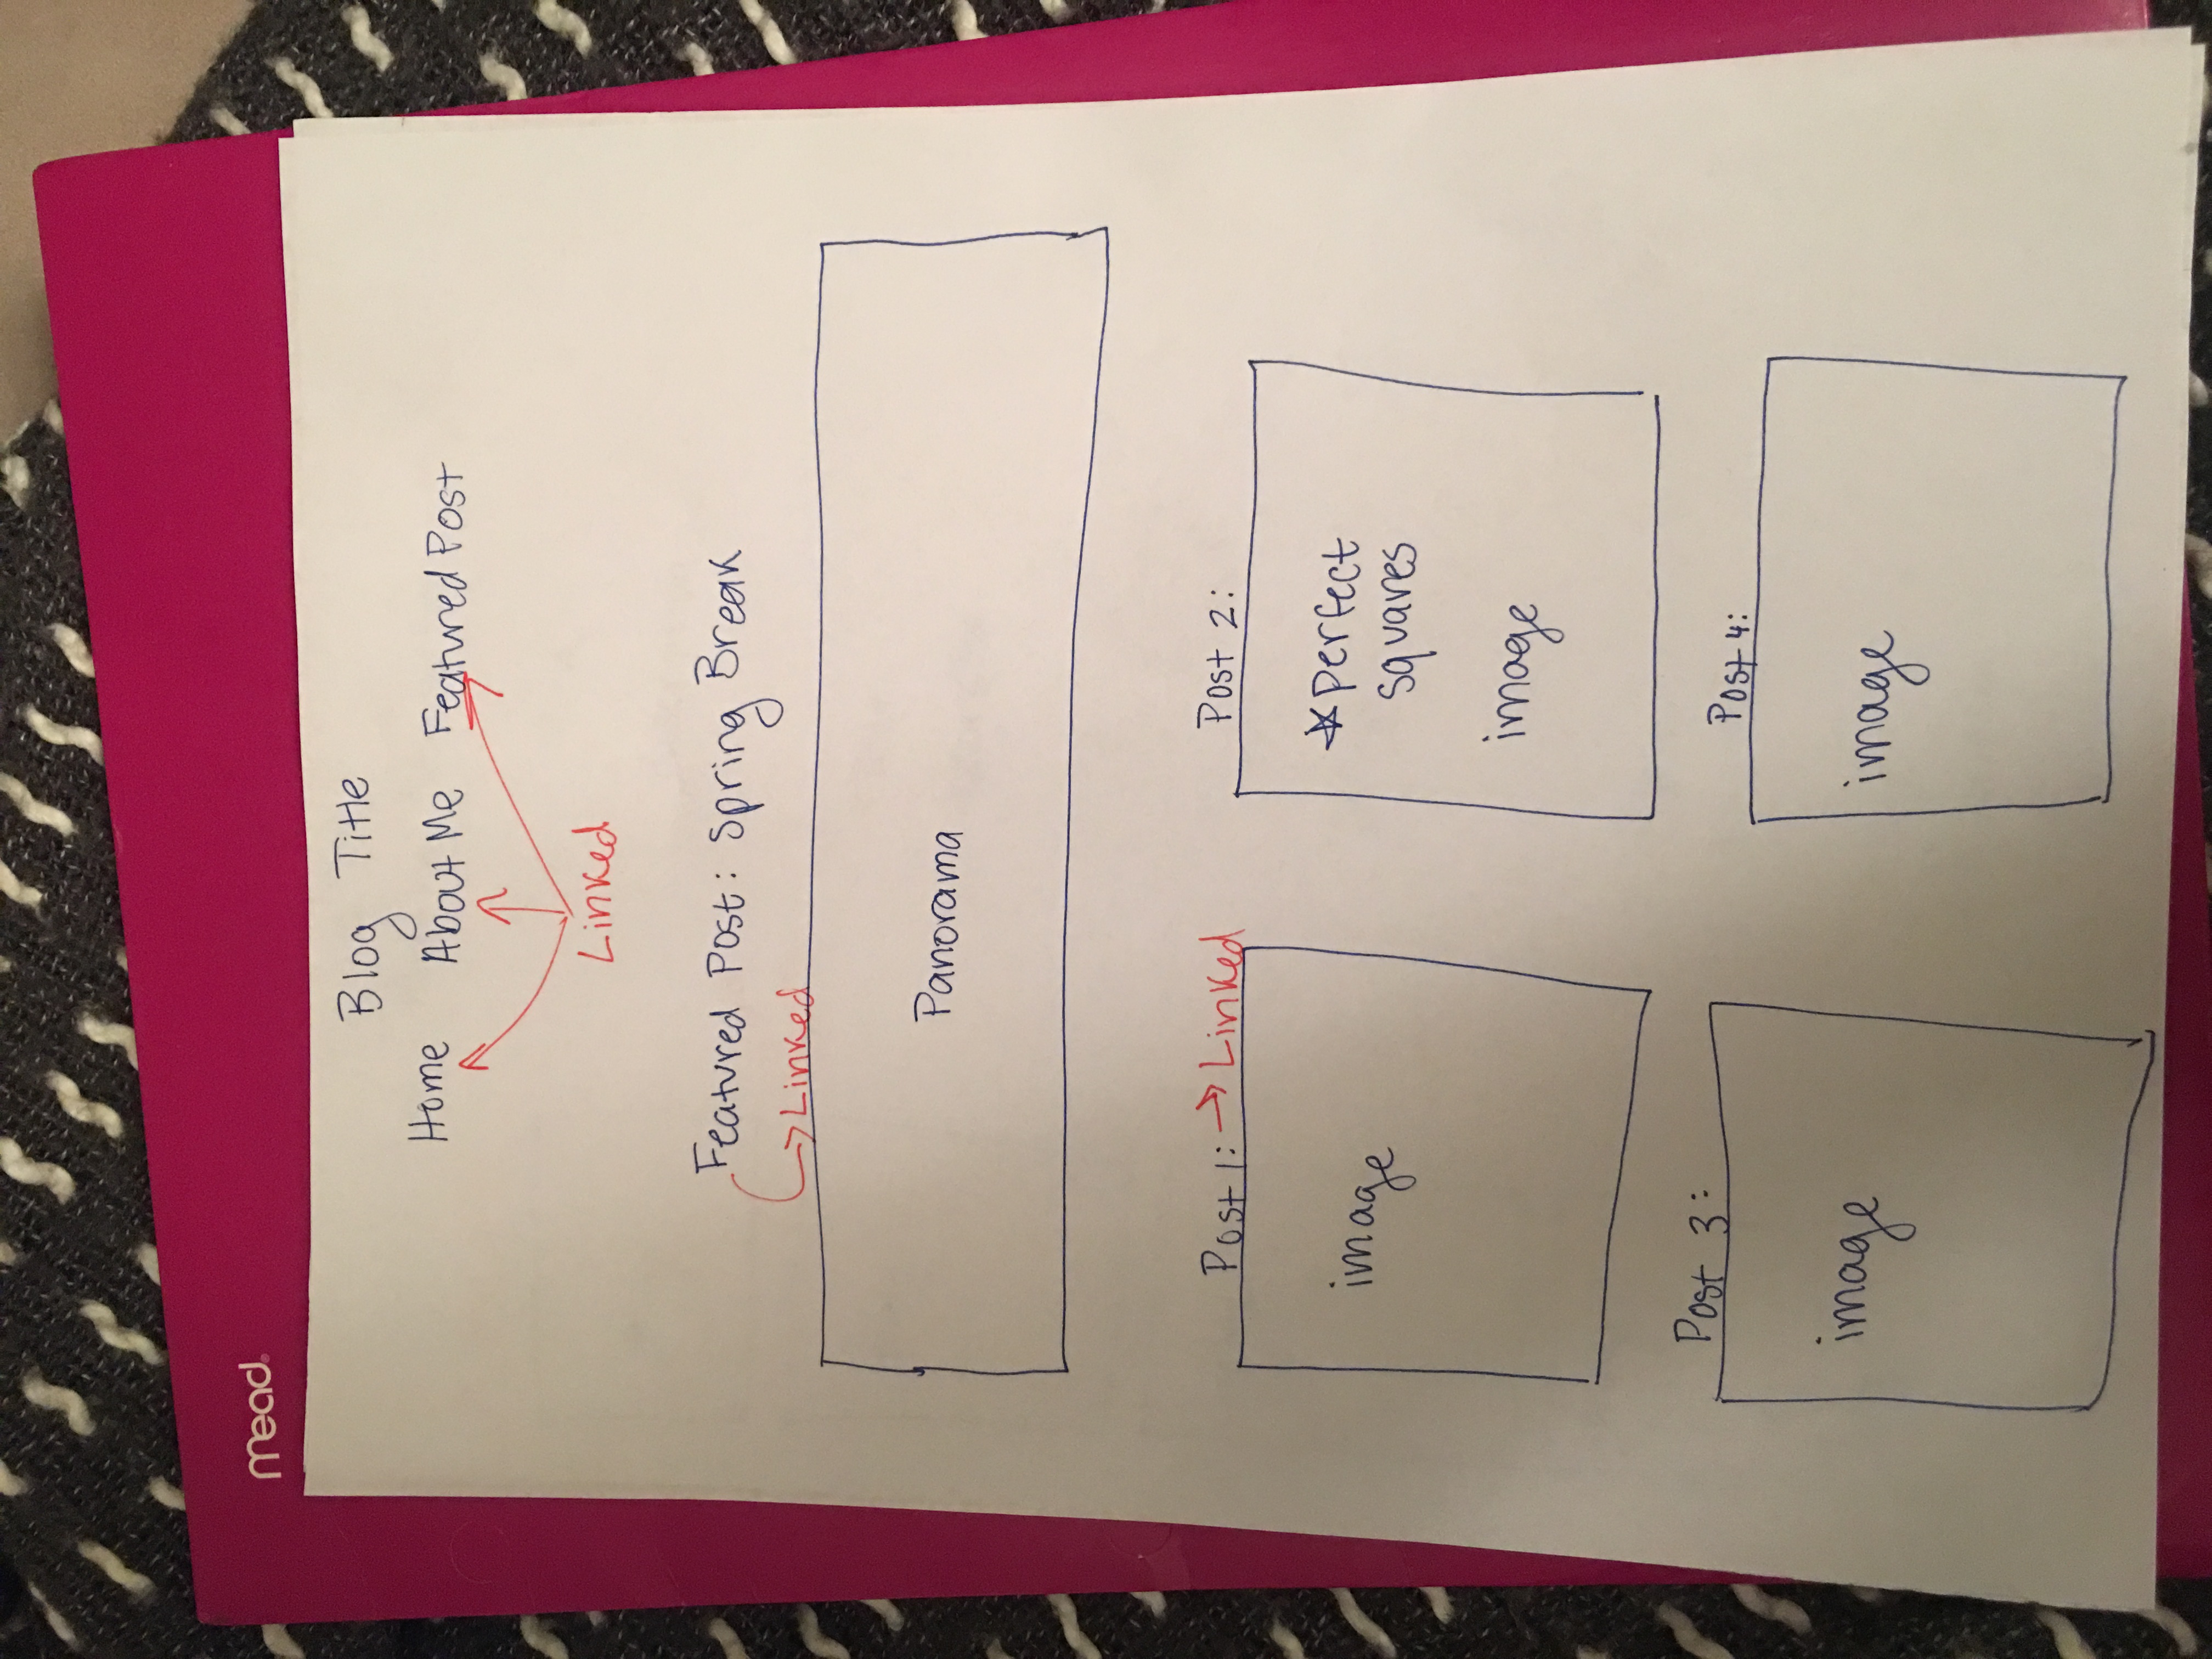 mead
Blog Title
Home About Me Featured Post
Linked
Featured Post: Spring Break
Linked
Panorama
Post 1: → Linked
Post 2:
image
*perfect
squares
image
Post 3:
Post 4:
image
image